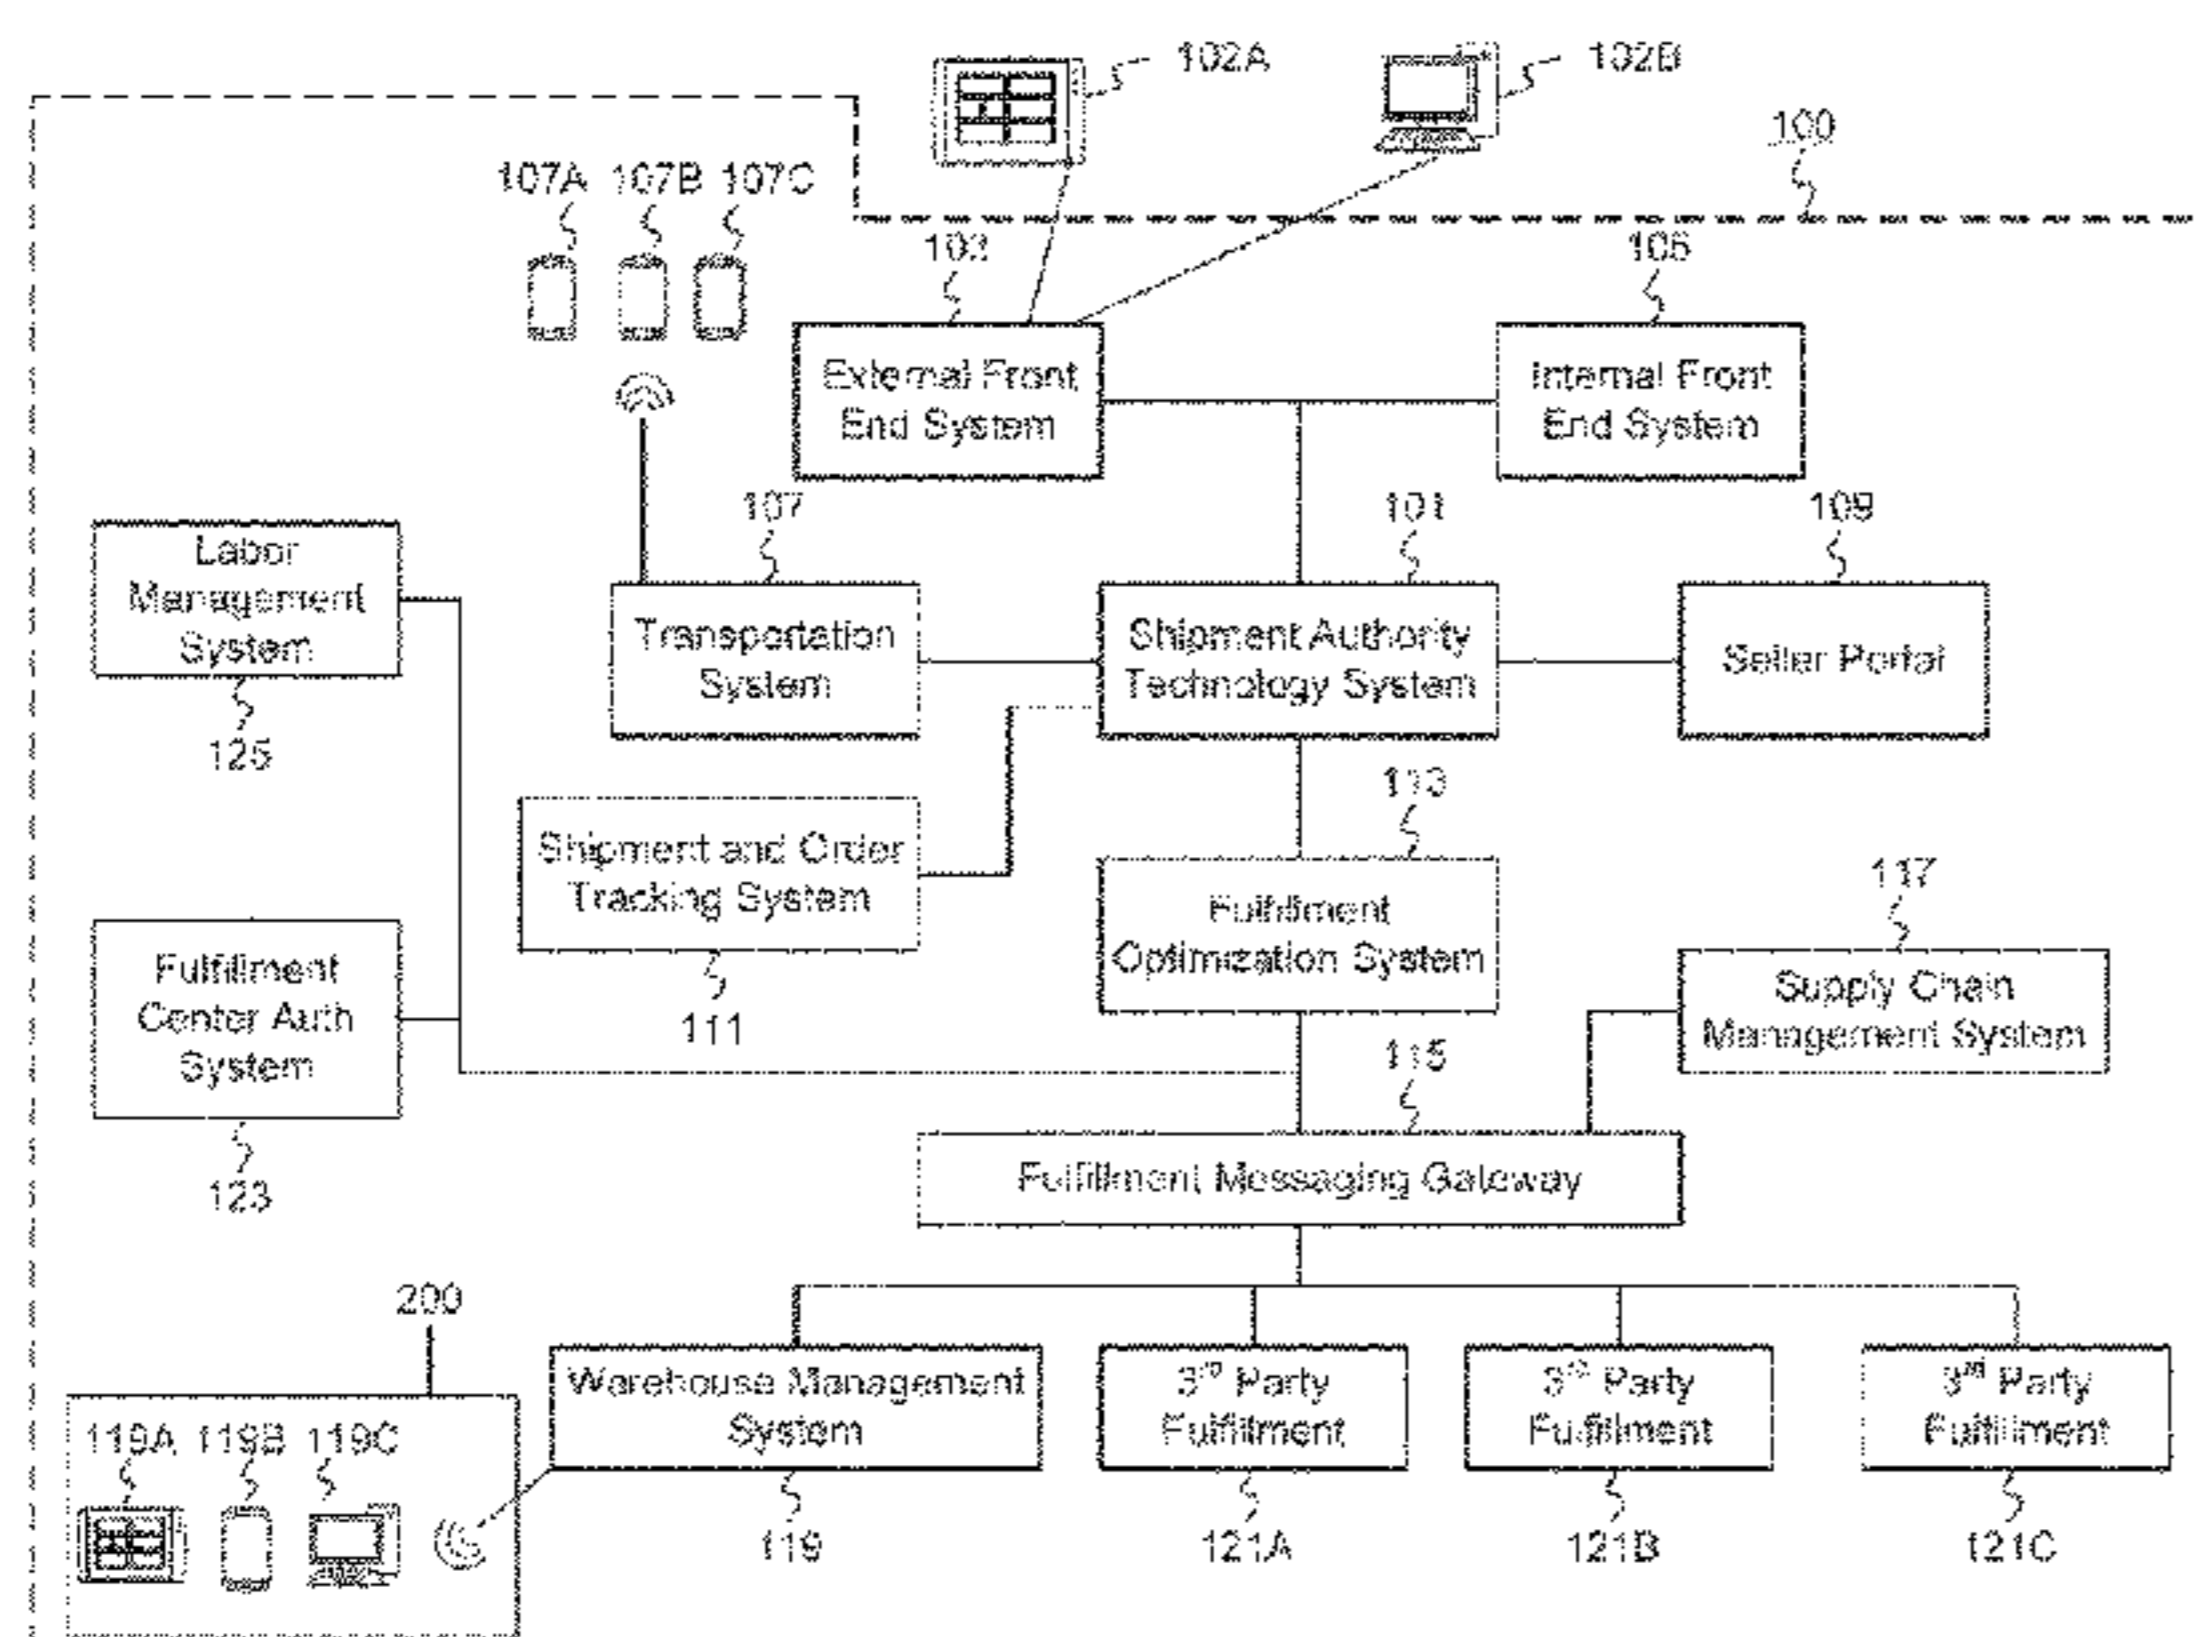 102A
102B
100
107A 107B 107C
103
105
External Front
End System
Internal Front
End System
107
101
109
Labor
Management
System
Transportation
System
Shipment Authority
Technology System
Seller Portal
125
113
Shipment and Order
Tracking System
117
Fulfillment
Optimization System
Fulfillment
Center Auth
System
Supply Chain
Management System
111
115
Fulfillment Messaging Gateway
123
200
Warehouse Management
System
3rd Party
Fulfillment
3rd Party
Fulfillment
3rd Party
Fulfillment
119A 119B 119C
119
121A
121B
121C